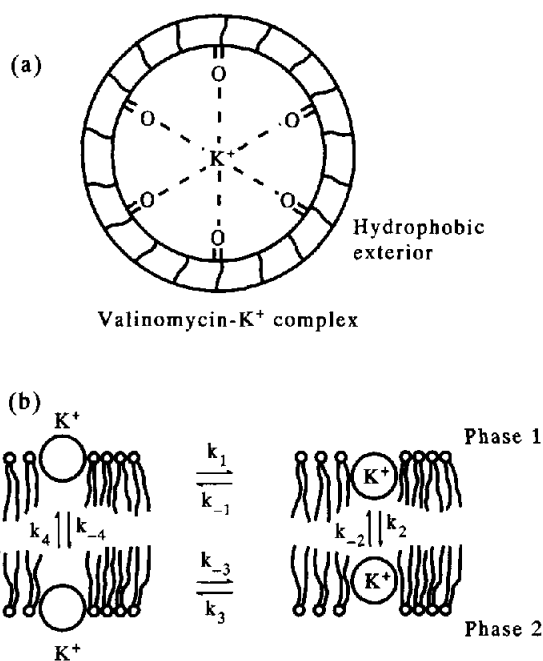 (a)
O
O O
K+
O O
O
Hydrophobic
exterior
Valinomycin-K+ complex
(b)
K+
k1
k-1
K+
Phase 1
k4 k-4
k-2 k2
k-3
k3
K+
Phase 2
K+